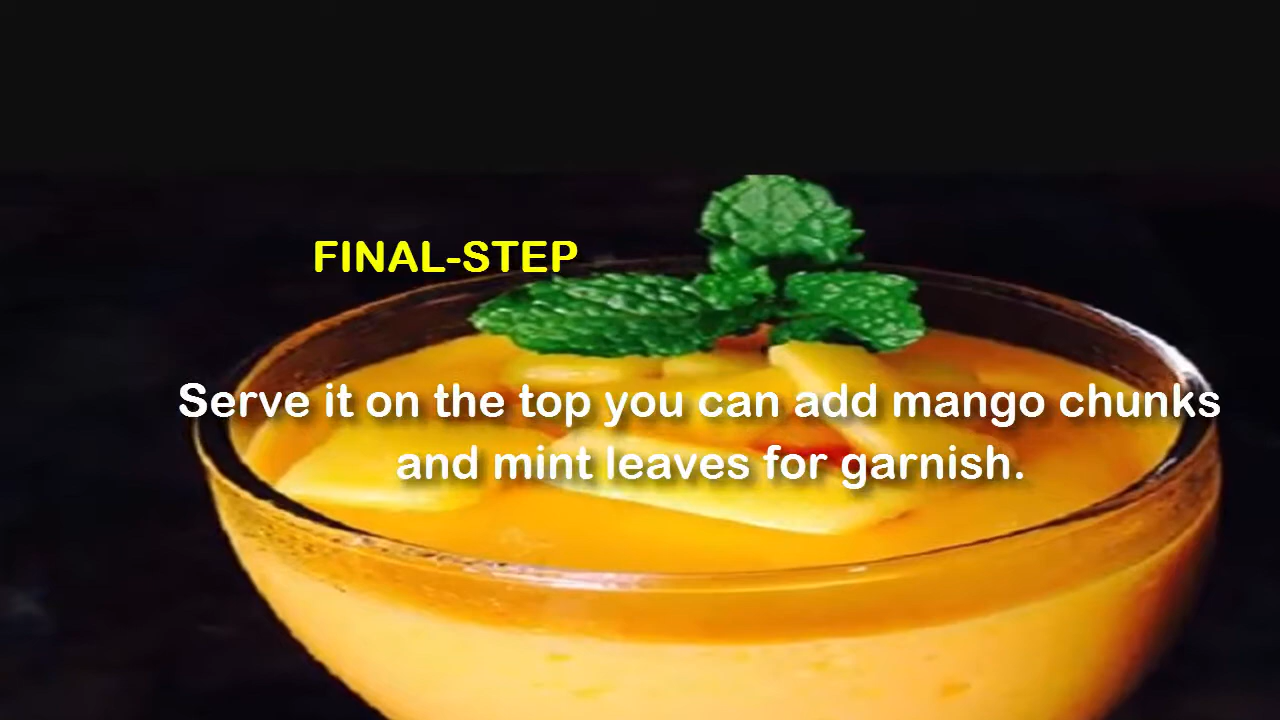 FINAL-STEP
Serve it on the top you can add mango chunks
and mint leaves for garnish.